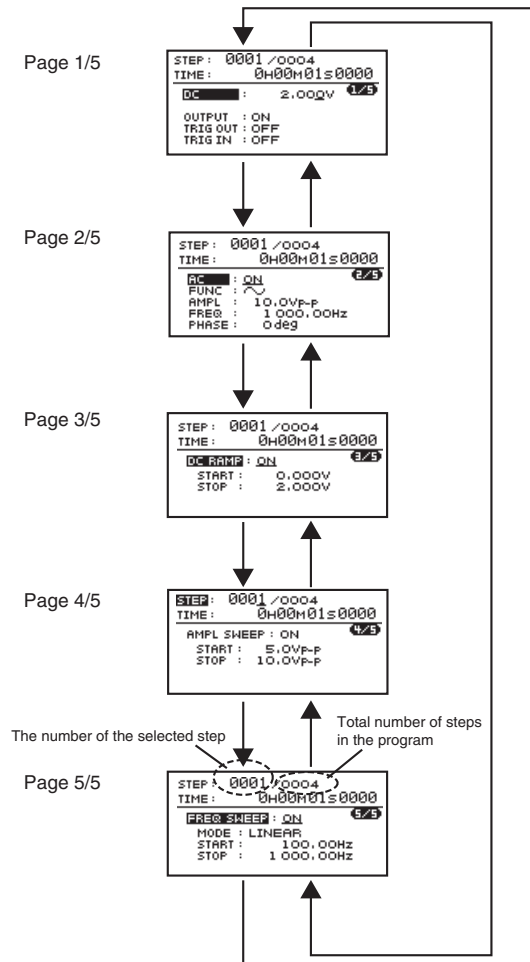 Page 1/5
STEP: 0001 /0004
TIME: 0H00M01S0000
DC : 2.000V 1/5
OUTPUT : ON
TRIG OUT : OFF
TRIG IN : OFF
Page 2/5
STEP: 0001 /0004
TIME: 0H00M01S0000
AC : ON 2/5
FUNC :
AMPL : 10.0Vp-p
FREQ : 1 000.00Hz
PHASE : 0deg
Page 3/5
STEP: 0001 /0004
TIME: 0H00M01S0000
DC RAMP : ON 3/5
START : 0.000V
STOP : 2.000V
Page 4/5
STEP: 0001 /0004
TIME: 0H00M01S0000
AMPL SWEEP : ON 4/5
START : 5.0Vp-p
STOP : 10.0Vp-p
The number of the selected step
Total number of steps
in the program
Page 5/5
STEP: 0001 /0004
TIME: 0H00M01S0000
FREQ SWEEP : ON 5/5
MODE : LINEAR
START : 100.00Hz
STOP : 1 000.00Hz